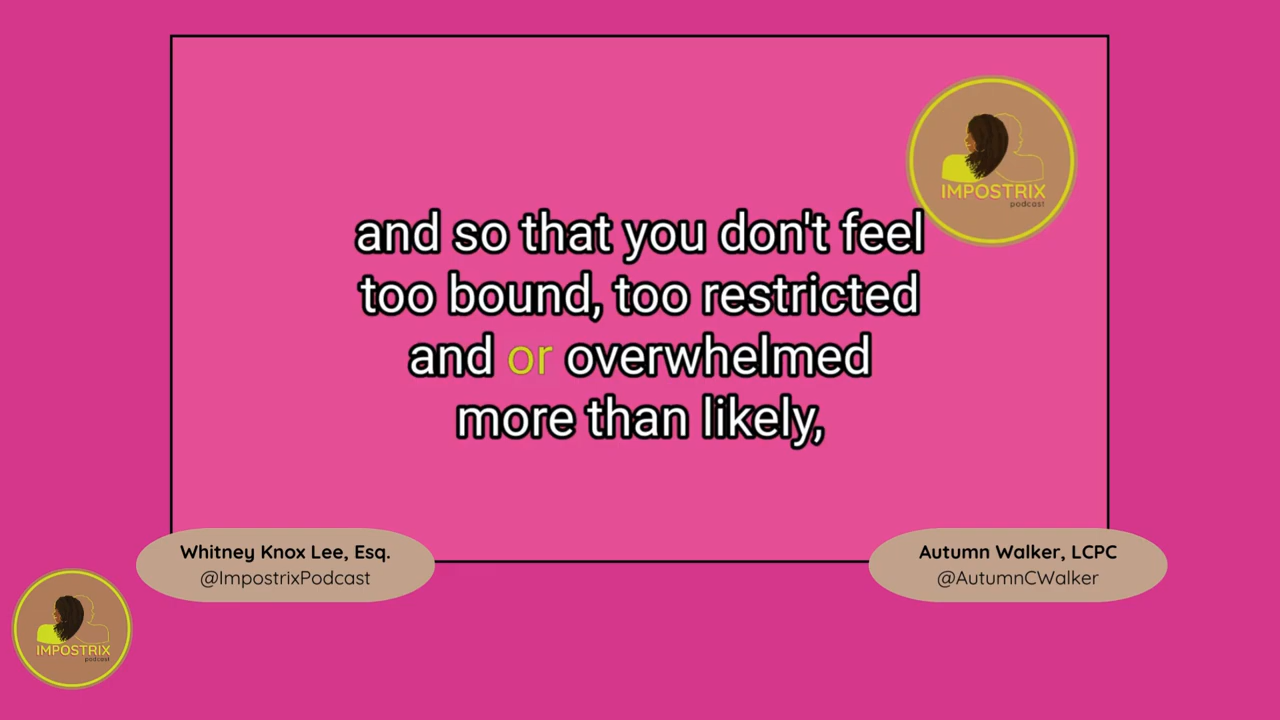 IMPOSTRIX
podcast
and so that you don't feel
too bound, too restricted
and or overwhelmed
more than likely,
Whitney Knox Lee, Esq.
@ImpostrixPodcast
Autumn Walker, LCPC
@AutumnCWalker
IMPOSTRIX
podcast